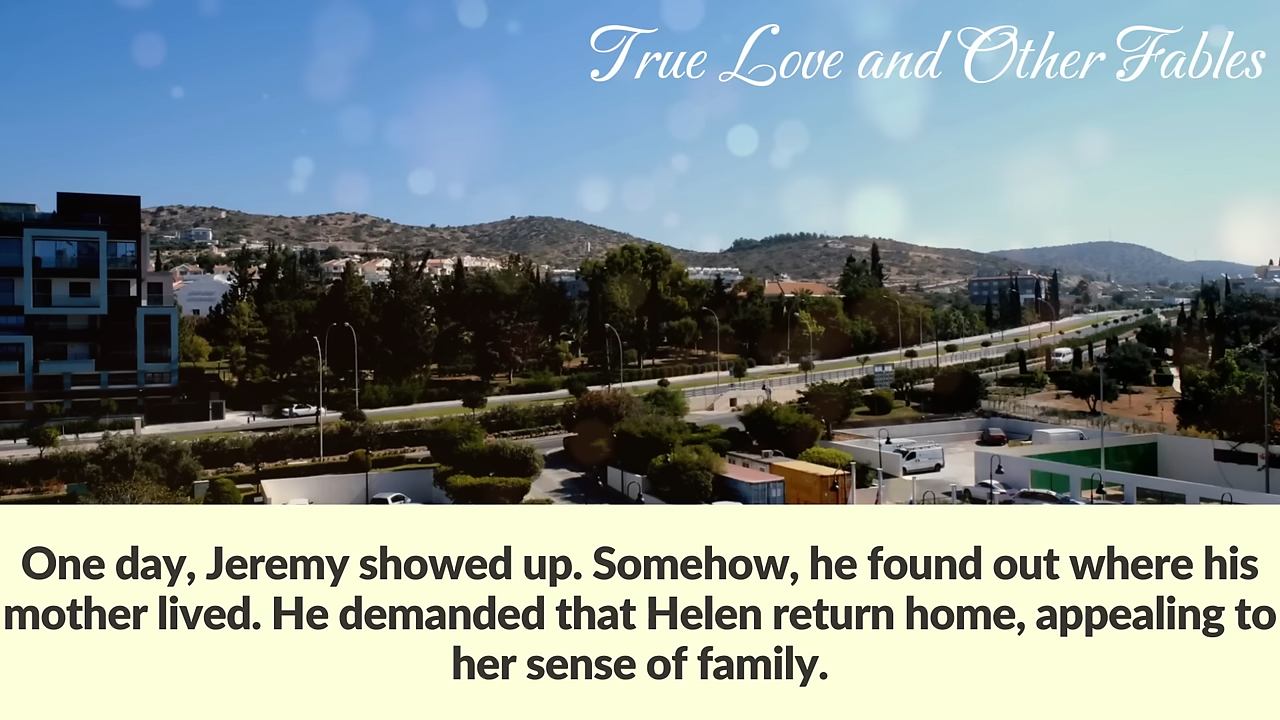 True Love and Other Fables
One day, Jeremy showed up. Somehow, he found out where his
mother lived. He demanded that Helen return home, appealing to
her sense of family.